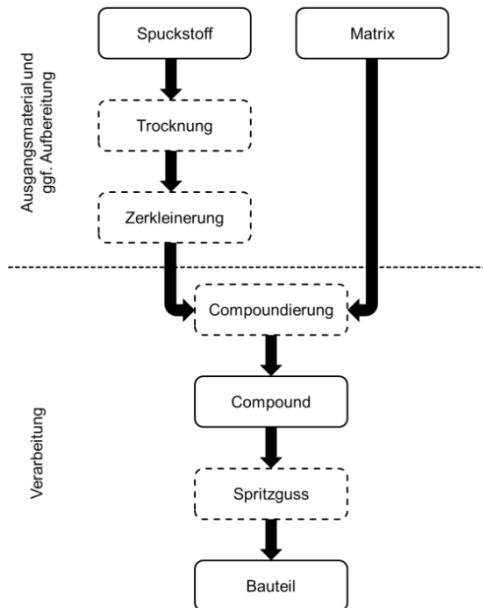 Spuckstoff
Matrix
Ausgangsmaterial und
ggf. Aufbereitung
Trocknung
Zerkleinerung
Compoundierung
Compound
Verarbeitung
Spritzguss
Bauteil